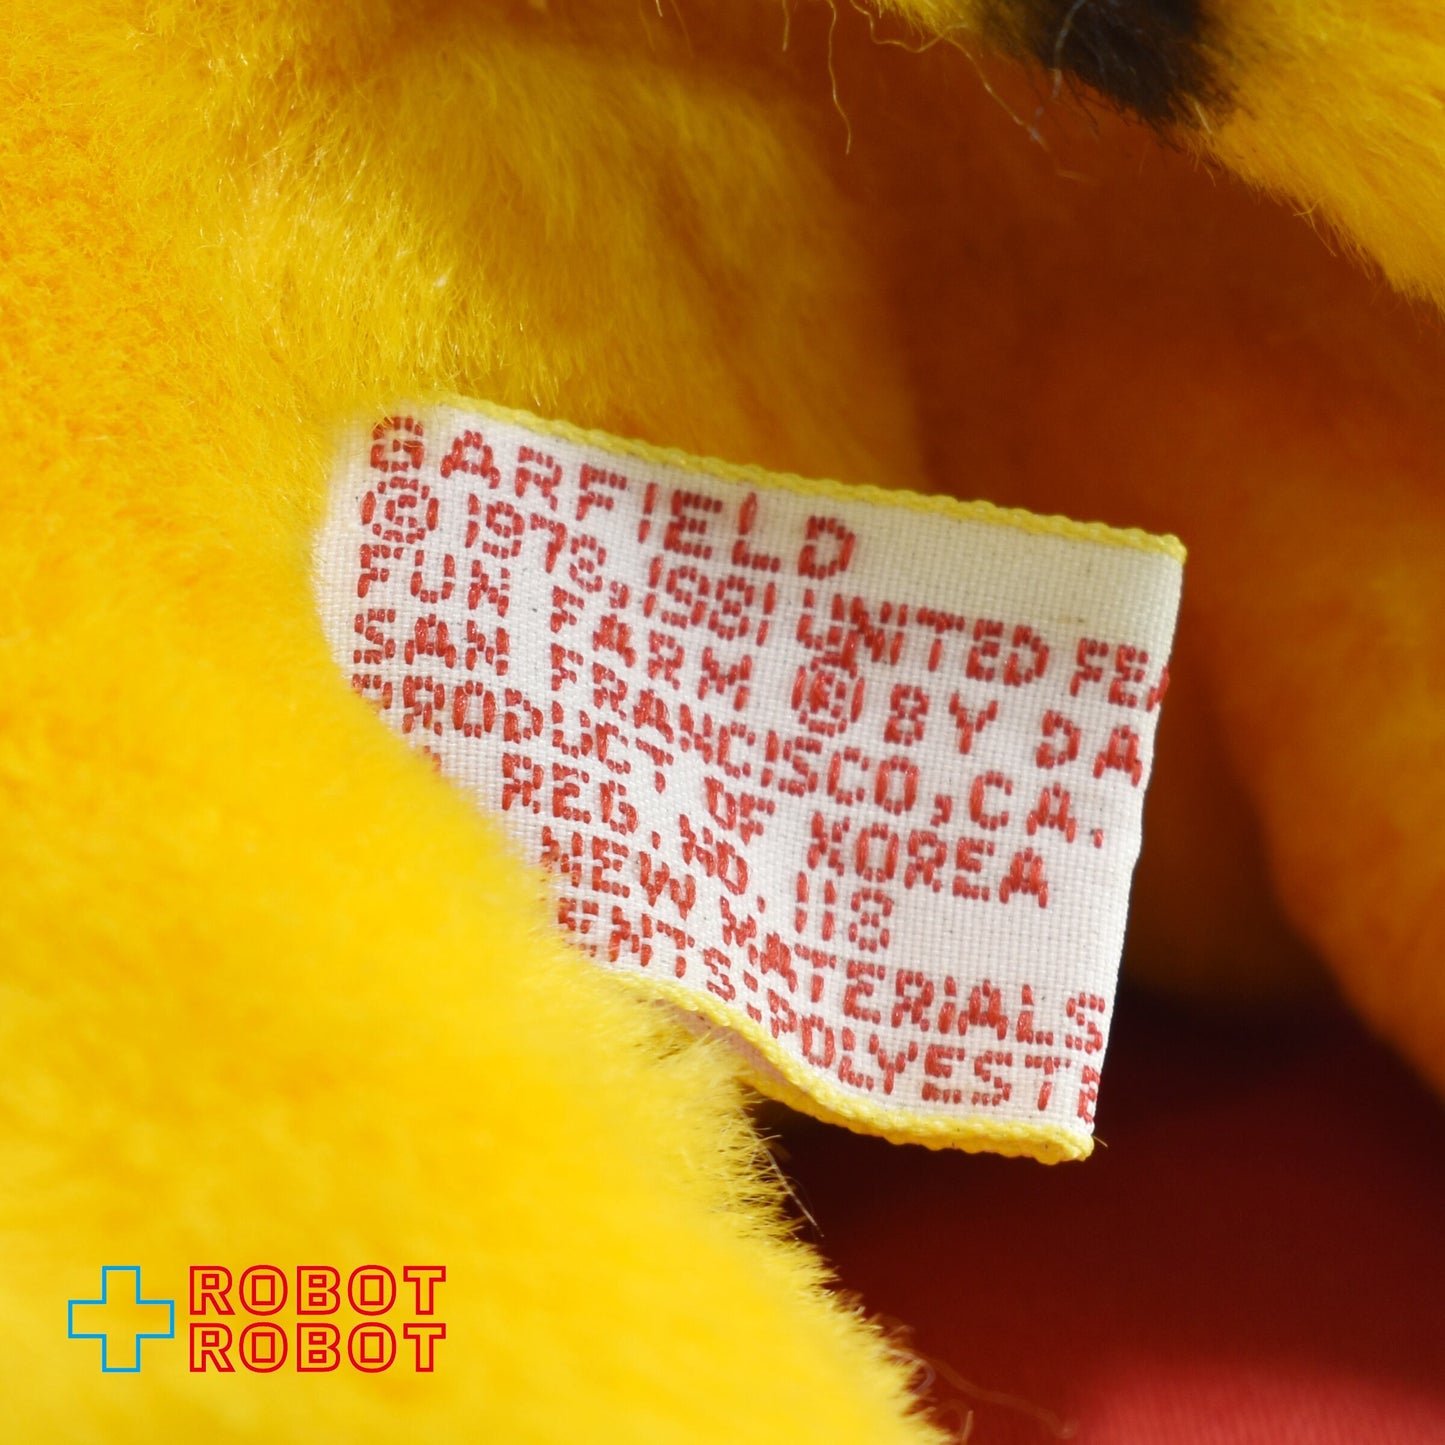 GARFIELD
© 1978,1981 UNITED FEA
FUN FARM ® BY DA
SAN FRANCISCO,CA.
PRODUCT OF KOREA
REG. NO. 118
NEW MATERIALS
ENTS:POLYESTE
ROBOT
ROBOT